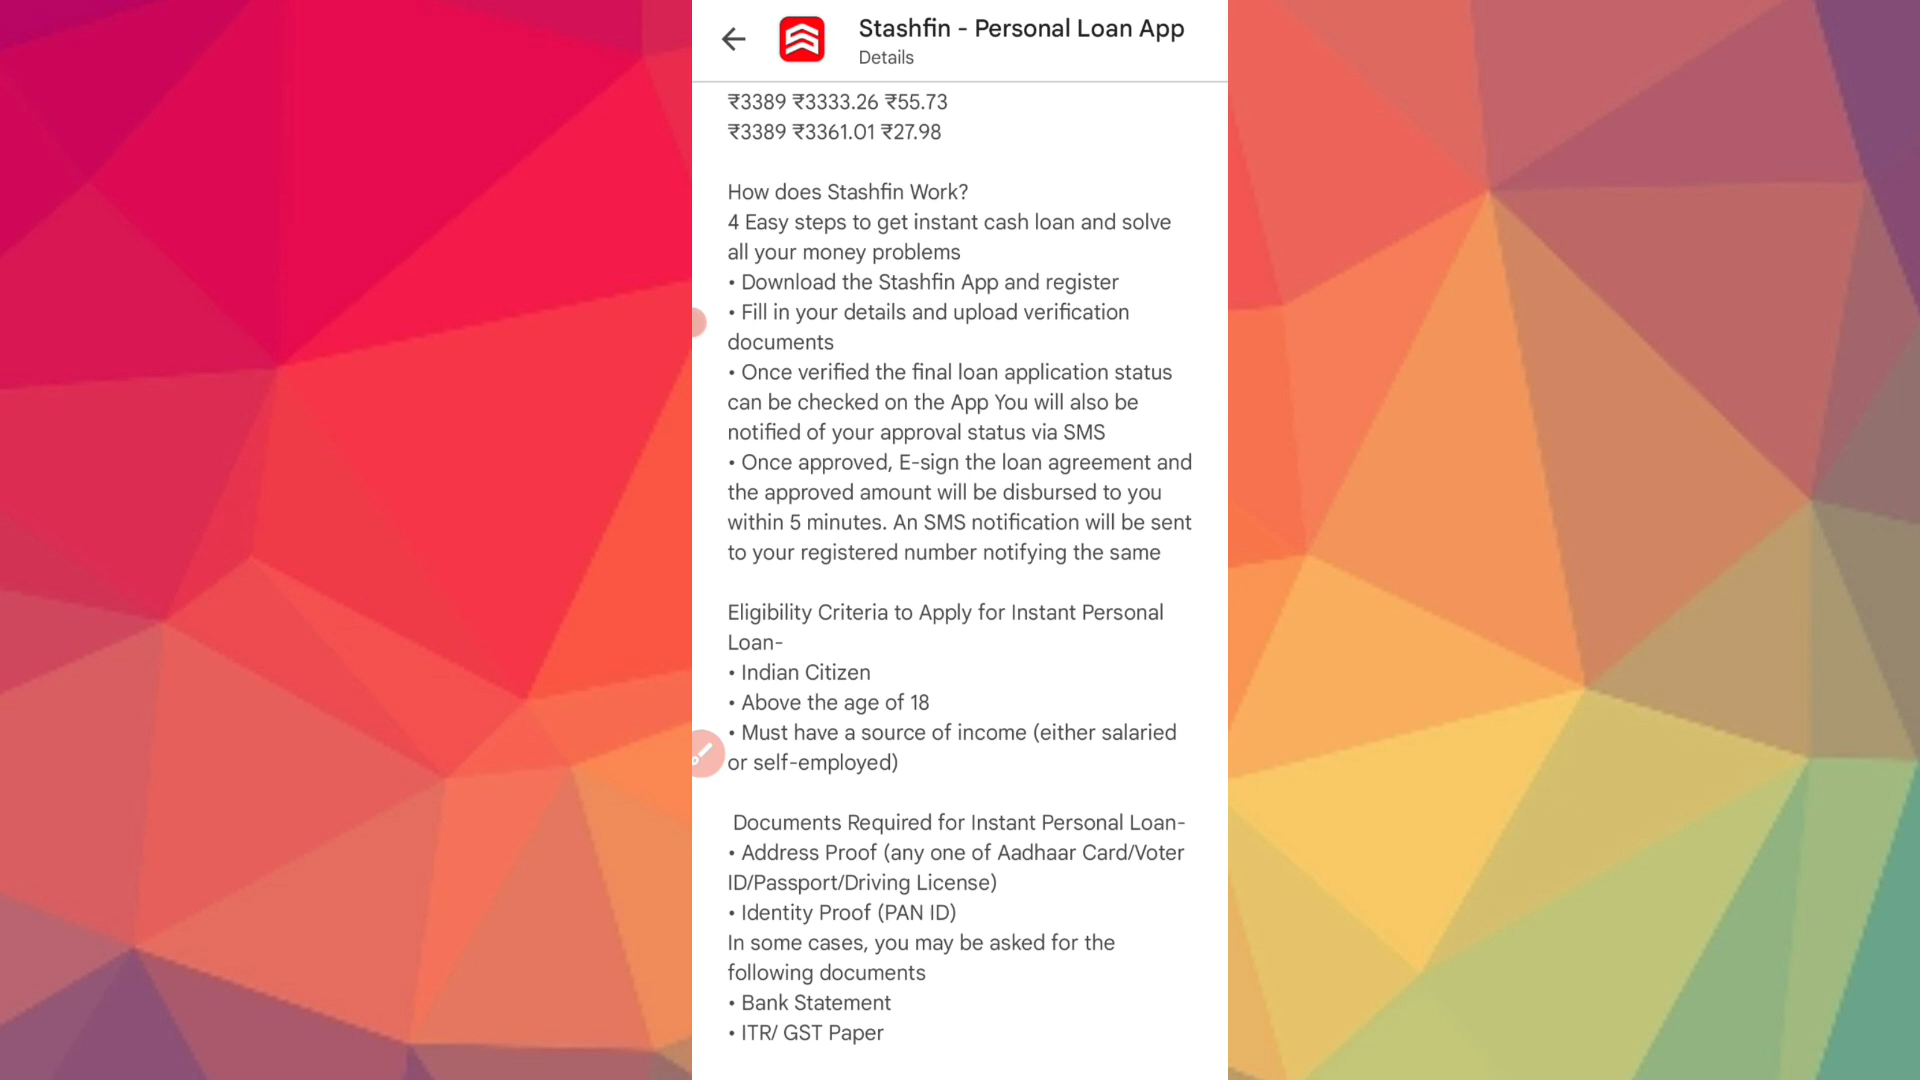 Stashfin - Personal Loan App
Details
₹3389 ₹3333.26 ₹55.73
₹3389 ₹3361.01 ₹27.98
How does Stashfin Work?
4 Easy steps to get instant cash loan and solve
all your money problems
• Download the Stashfin App and register
• Fill in your details and upload verification
documents
• Once verified the final loan application status
can be checked on the App You will also be
notified of your approval status via SMS
• Once approved, E-sign the loan agreement and
the approved amount will be disbursed to you
within 5 minutes. An SMS notification will be sent
to your registered number notifying the same
Eligibility Criteria to Apply for Instant Personal
Loan-
• Indian Citizen
• Above the age of 18
• Must have a source of income (either salaried
or self-employed)
Documents Required for Instant Personal Loan-
• Address Proof (any one of Aadhaar Card/Voter
ID/Passport/Driving License)
• Identity Proof (PAN ID)
In some cases, you may be asked for the
following documents
• Bank Statement
• ITR/ GST Paper